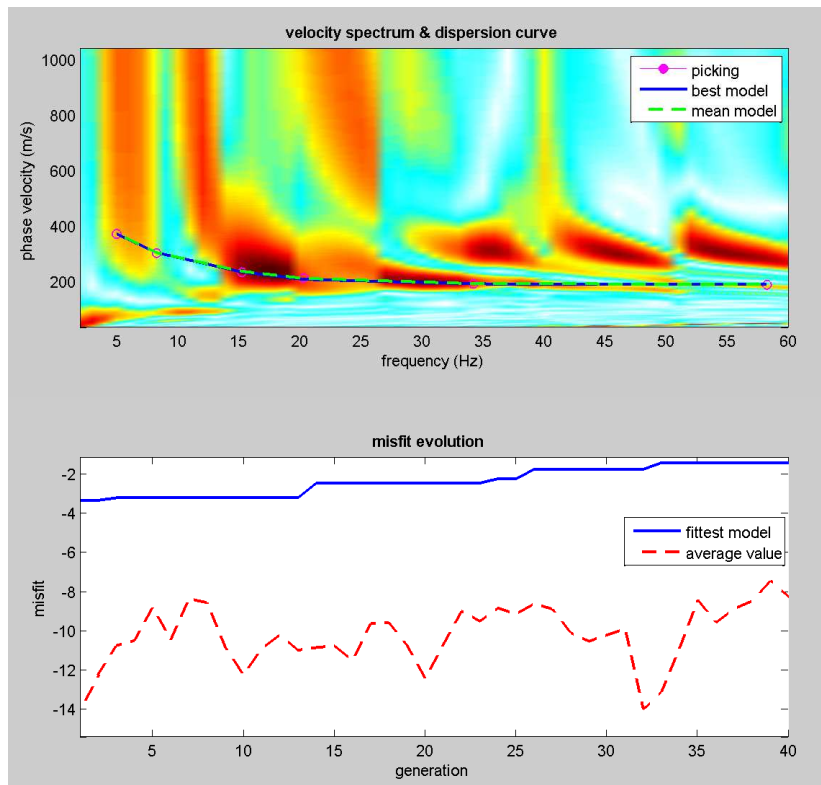 velocity spectrum & dispersion curve
1000
800
600
400
200
phase velocity (m/s)
picking
best model
mean model
5 10 15 20 25 30 35 40 45 50 55 60
frequency (Hz)
misfit evolution
-2
-4
-6
-8
-10
-12
-14
misfit
fittest model
average value
5 10 15 20 25 30 35 40
generation